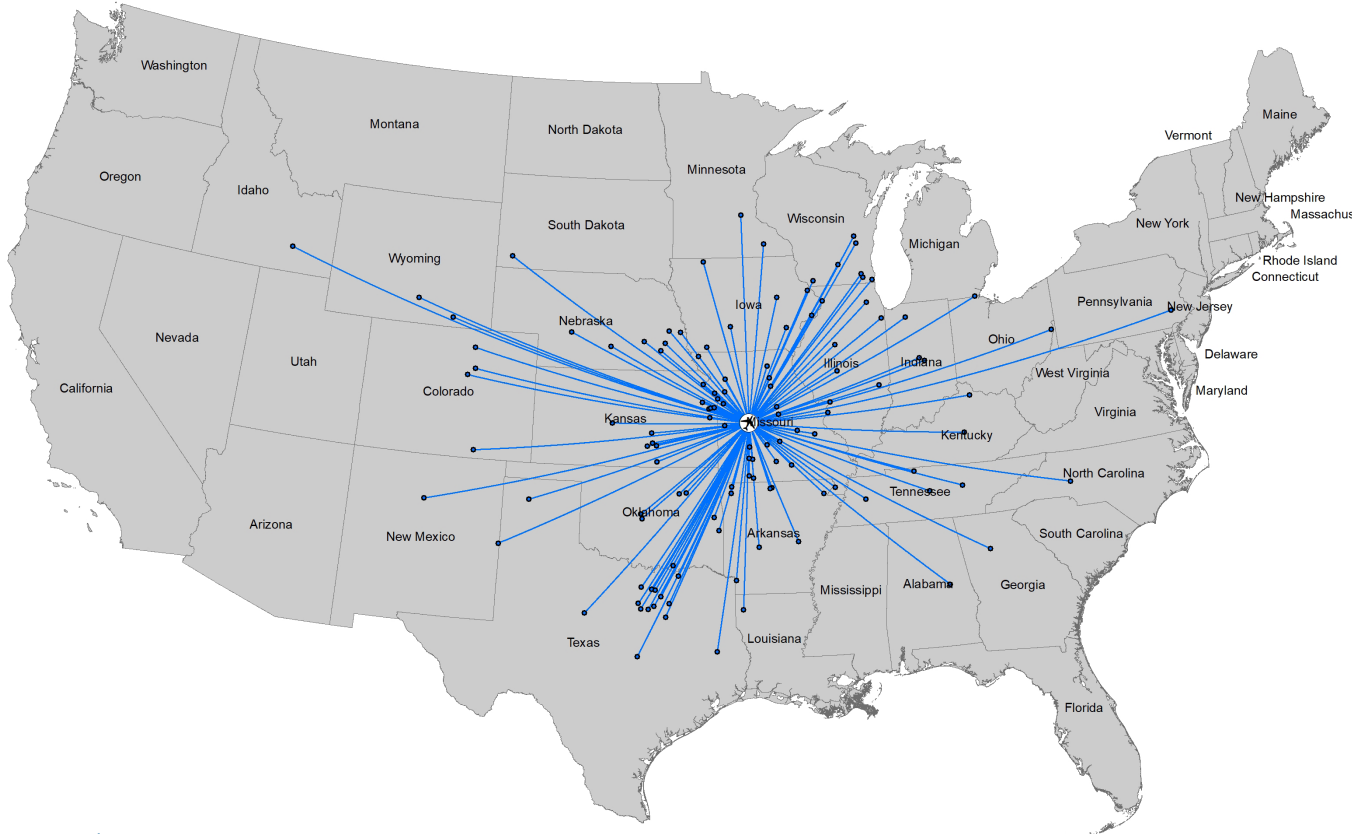 Washington
Montana
North Dakota
Minnesota
Maine
Vermont
Oregon
Idaho
New Hampshire
Massachus
South Dakota
Wisconsin
New York
Michigan
Wyoming
Rhode Island
Connecticut
Iowa
Pennsylvania
New Jersey
Nebraska
Nevada
Ohio
Delaware
Utah
Illinois
Indiana
West Virginia
California
Colorado
Maryland
Virginia
Kansas
Missouri
Kentucky
North Carolina
Tennessee
Oklahoma
Arizona
New Mexico
Arkansas
South Carolina
Mississippi
Alabama
Georgia
Texas
Louisiana
Florida